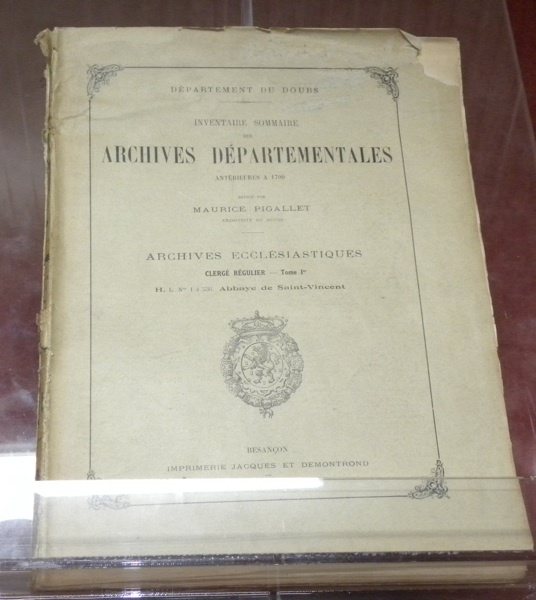 DÉPARTEMENT DU DOUBS
INVENTAIRE SOMMAIRE
DES
ARCHIVES DÉPARTEMENTALES
ANTÉRIEURES A 1790
MAURICE PIGALLET
ARCHIVES ECCLÉSIASTIQUES
CLERGÉ RÉGULIER — Tome Iᵉʳ
Abbaye de Saint-Vincent
BESANÇON
IMPRIMERIE JACQUES ET DEMONTROND